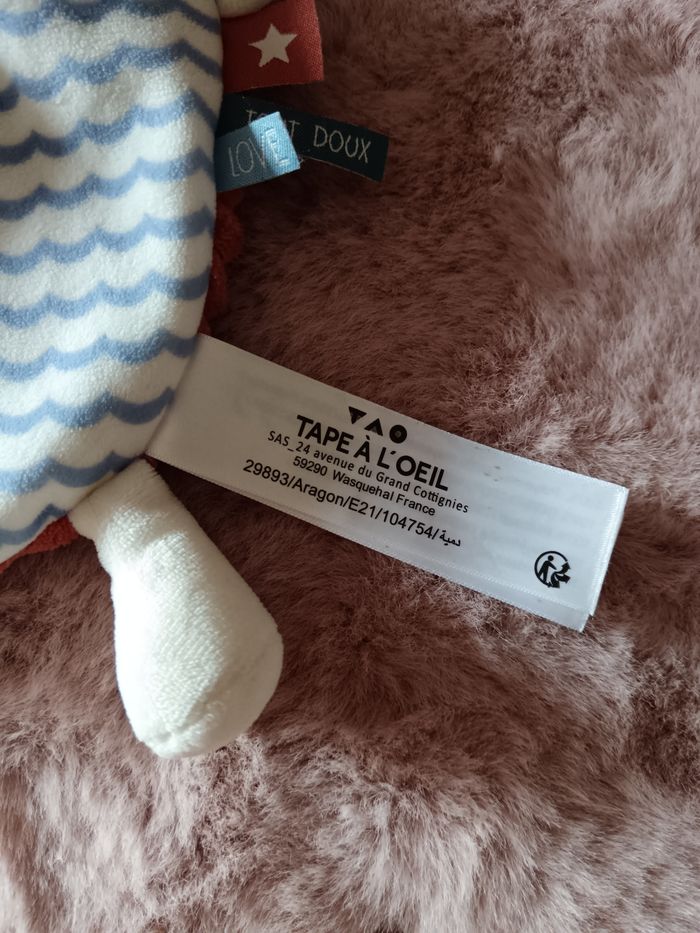 TOUT DOUX
LOVE
TAPE À L'OEIL
SAS_24 avenue du Grand Cottignies
59290 Wasquehal France
29893/Aragon/E21/104754/دمية